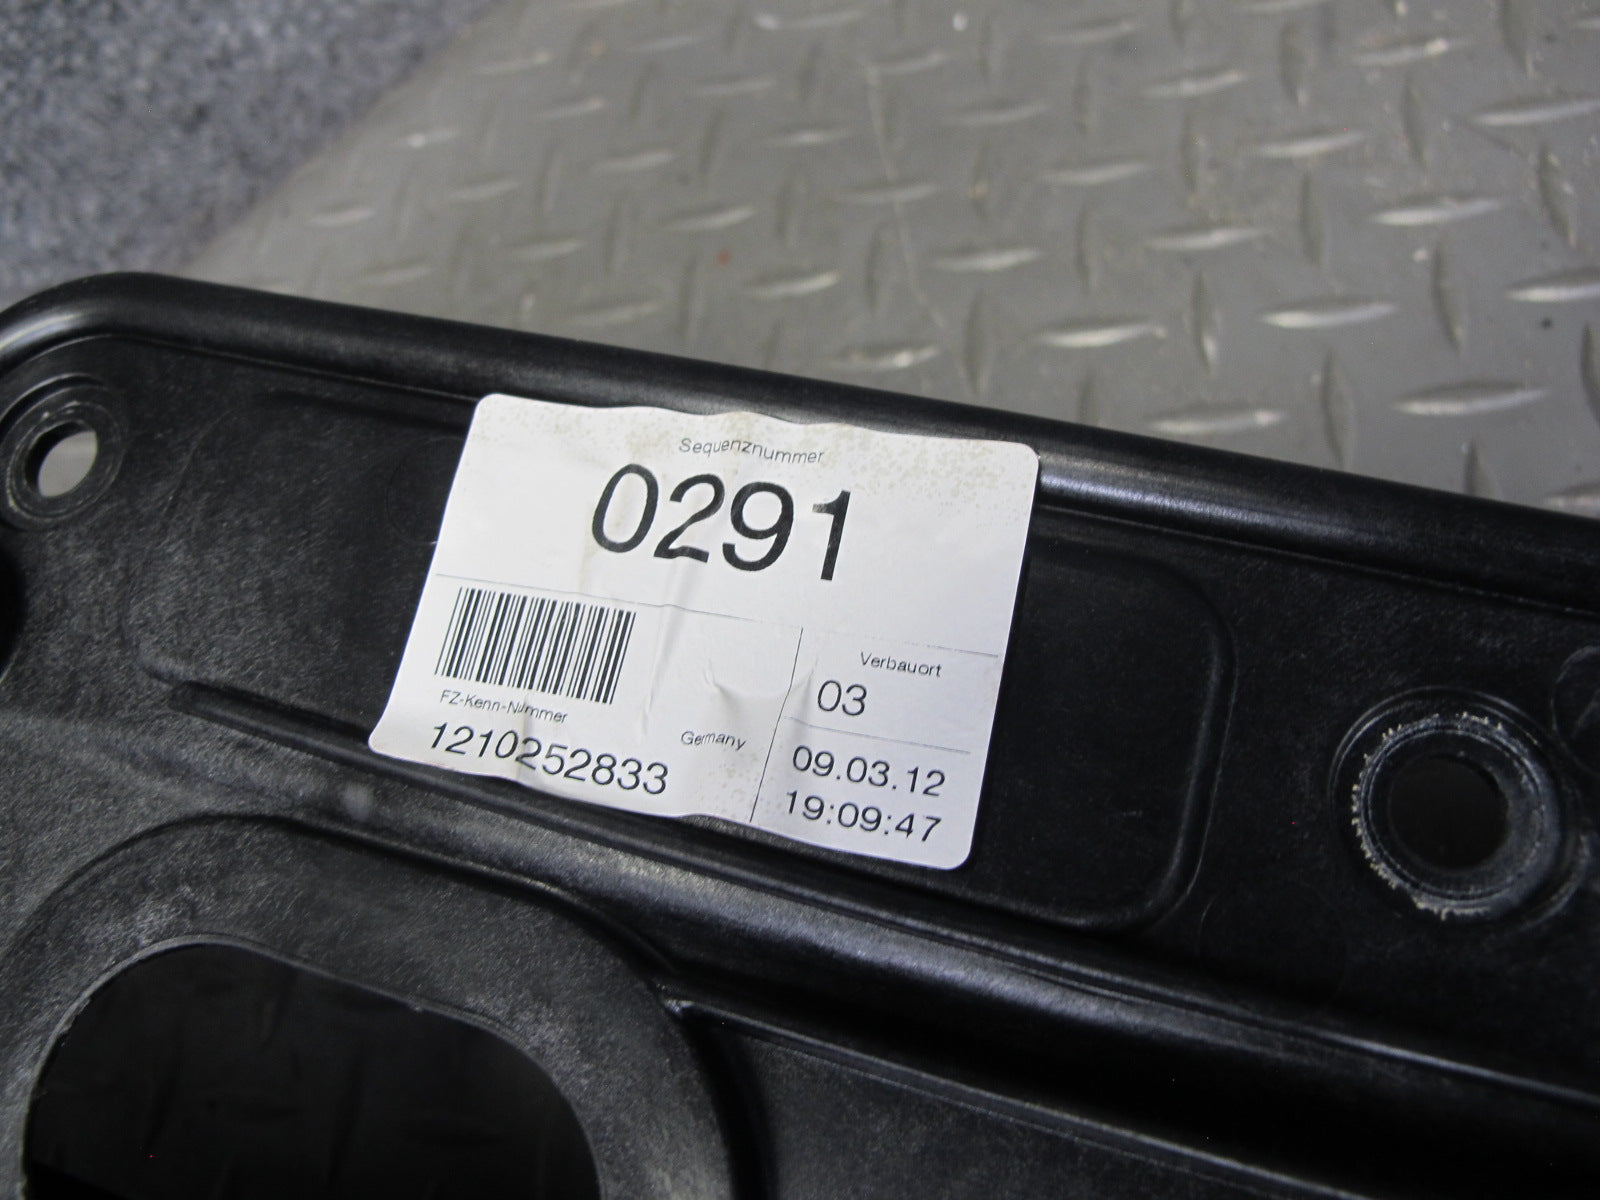 Sequenznummer
0291
FZ-Kenn-Nummer
1210252833
Germany
Verbauort
03
09.03.12
19:09:47